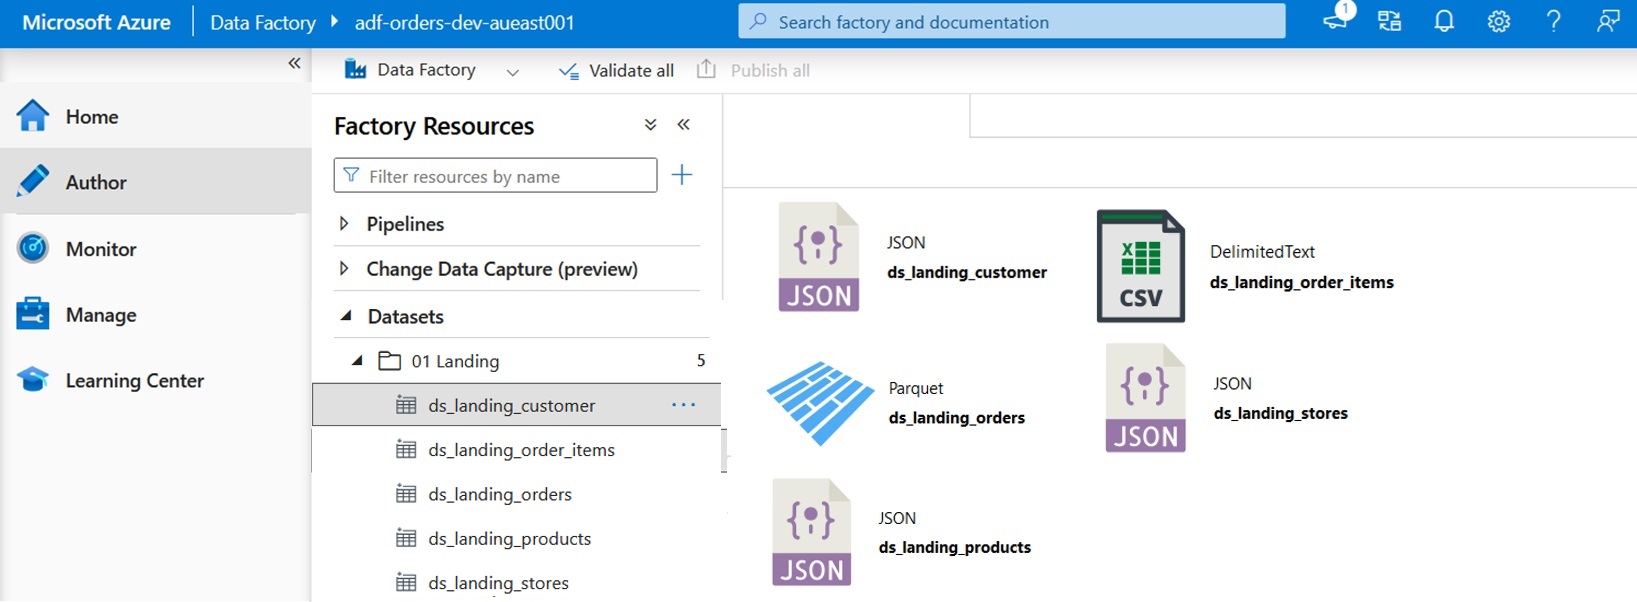 Microsoft Azure
Data Factory
adf-orders-dev-aueast001
Search factory and documentation
1
Data Factory
Validate all
Publish all
Home
Author
Monitor
Manage
Learning Center
Factory Resources
Filter resources by name
Pipelines
Change Data Capture (preview)
Datasets
01 Landing 5
ds_landing_customer
ds_landing_order_items
ds_landing_orders
ds_landing_products
ds_landing_stores
JSON
JSON
ds_landing_customer
X
CSV
DelimitedText
ds_landing_order_items
Parquet
ds_landing_orders
JSON
JSON
ds_landing_stores
JSON
JSON
ds_landing_products